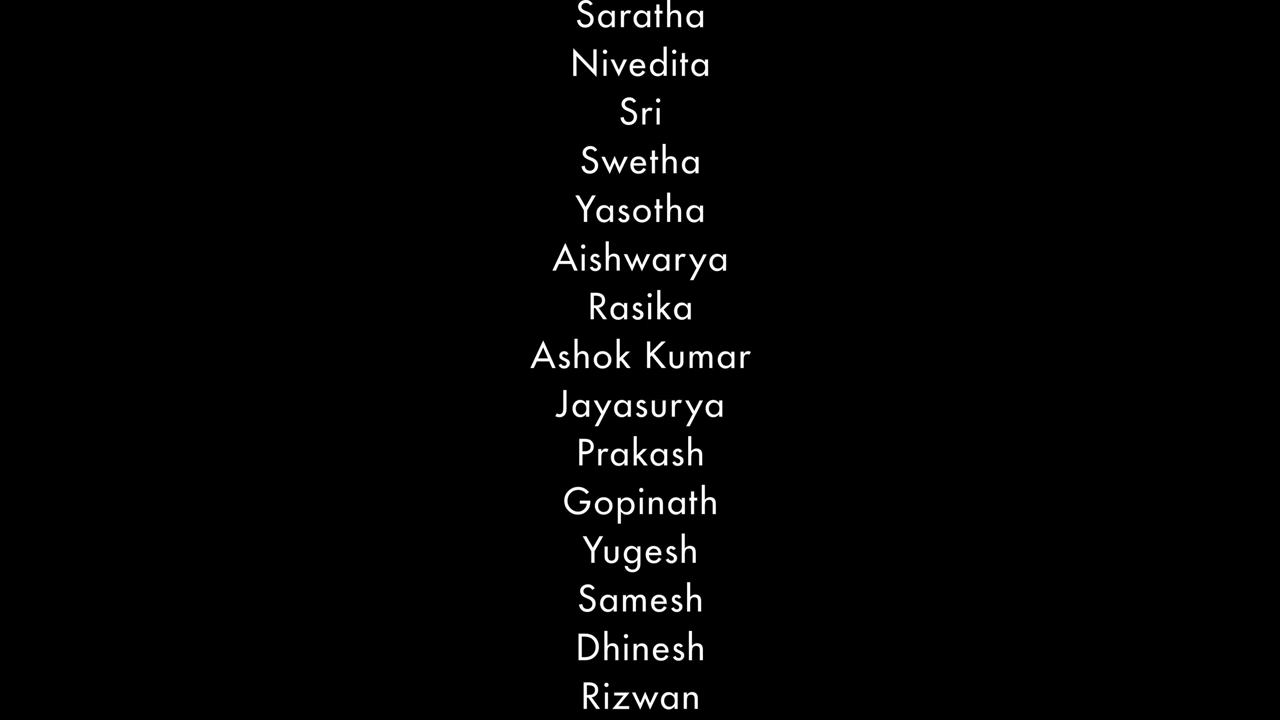 Saratha
Nivedita
Sri
Swetha
Yasotha
Aishwarya
Rasika
Ashok Kumar
Jayasurya
Prakash
Gopinath
Yugesh
Samesh
Dhinesh
Rizwan